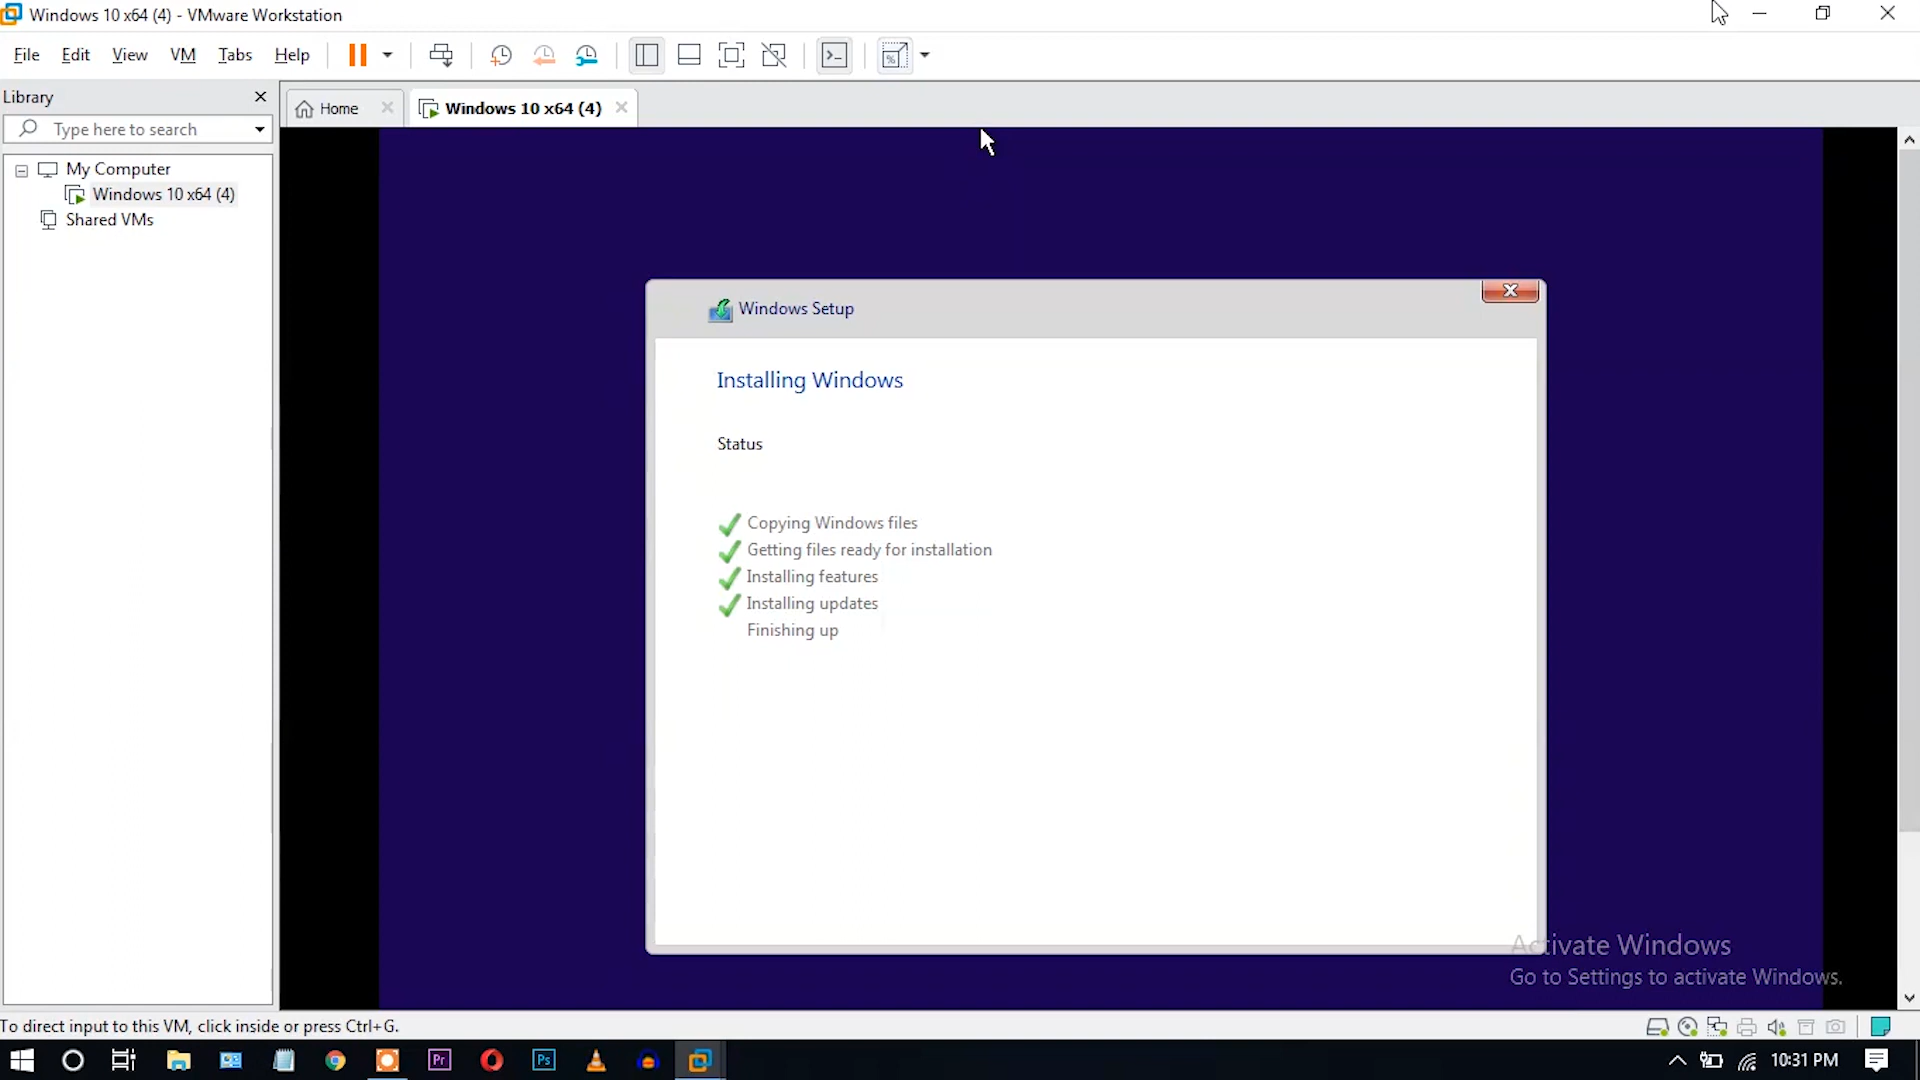 Windows 10 x64 (4) - VMware Workstation
File Edit View VM Tabs Help
Library
Home
Windows 10 x64 (4)
Type here to search
My Computer
Windows 10 x64 (4)
Shared VMs
Windows Setup
Installing Windows
Status
Copying Windows files
Getting files ready for installation
Installing features
Installing updates
Finishing up
Activate Windows
Go to Settings to activate Windows.
To direct input to this VM, click inside or press Ctrl+G.
Pr
Ps
10:31 PM